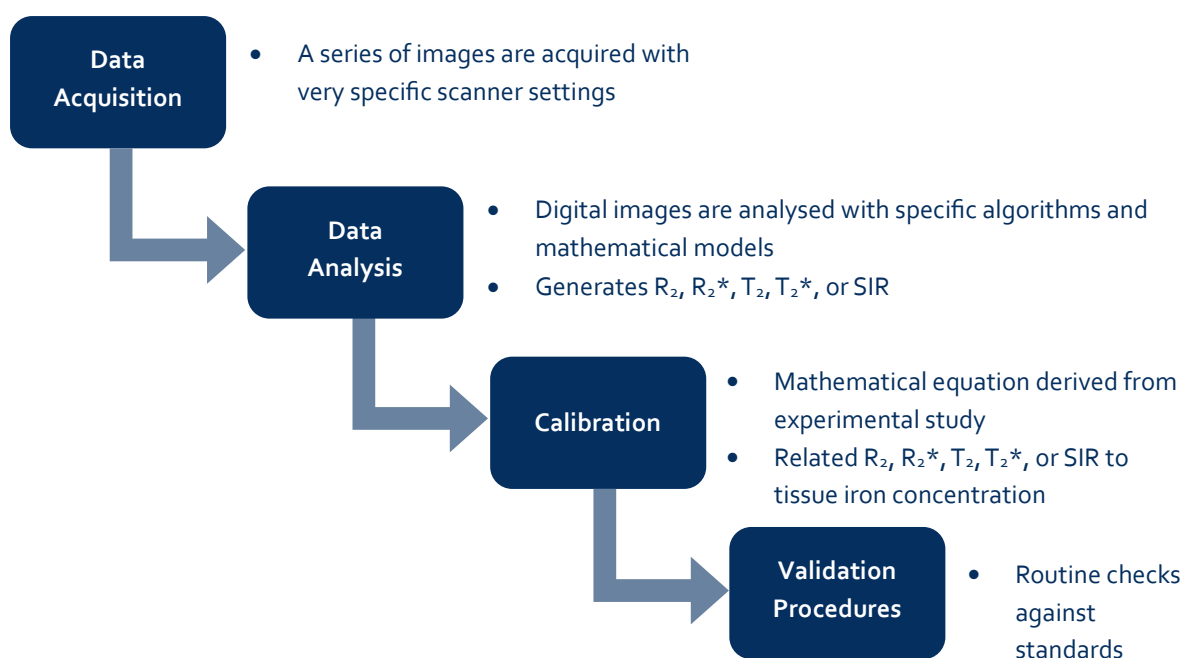 Data
Acquisition
• A series of images are acquired with
very specific scanner settings
Data
Analysis
• Digital images are analysed with specific algorithms and
mathematical models
• Generates R₂, R₂*, T₂, T₂*, or SIR
Calibration
• Mathematical equation derived from
experimental study
• Related R₂, R₂*, T₂, T₂*, or SIR to
tissue iron concentration
Validation
Procedures
• Routine checks
against
standards